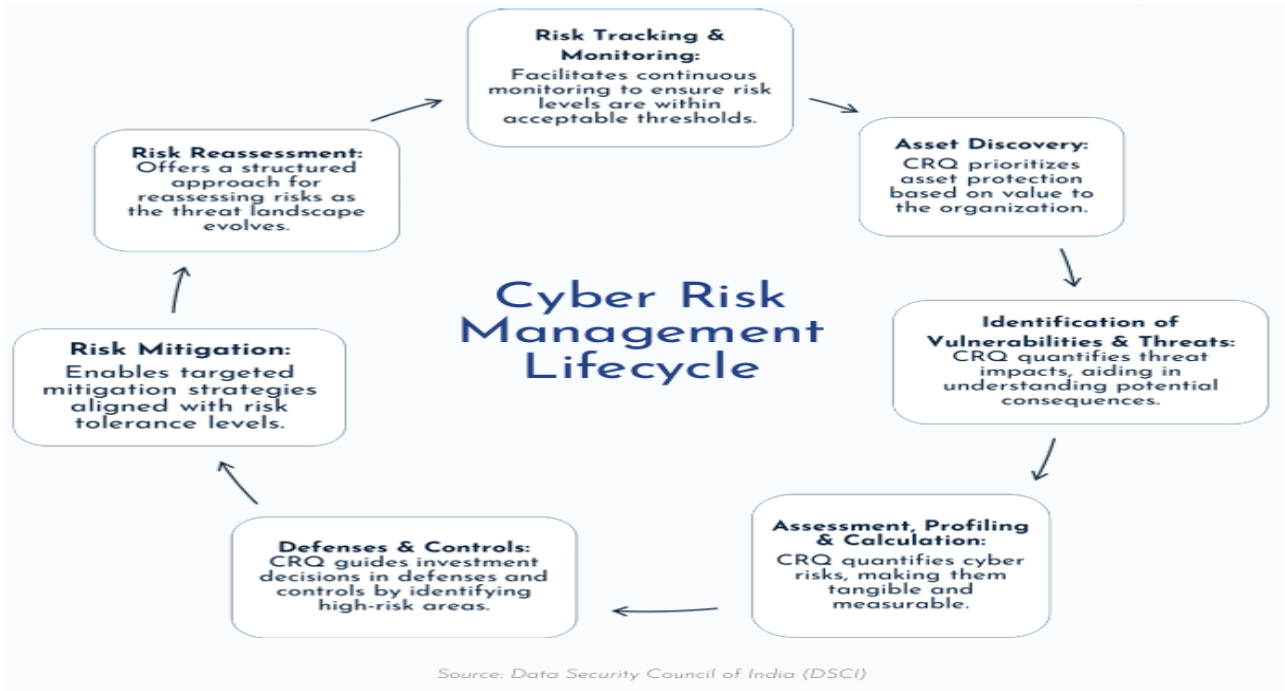 Risk Tracking &
Monitoring:
Facilitates continuous
monitoring to ensure risk
levels are within
acceptable thresholds.
Asset Discovery:
CRQ prioritizes
asset protection
based on value to
the organization.
Identification of
Vulnerabilities & Threats:
CRQ quantifies threat
impacts, aiding in
understanding potential
consequences.
Assessment, Profiling
& Calculation:
CRQ quantifies cyber
risks, making them
tangible and
measurable.
Defenses & Controls:
CRQ guides investment
decisions in defenses and
controls by identifying
high-risk areas.
Risk Mitigation:
Enables targeted
mitigation strategies
aligned with risk
tolerance levels.
Risk Reassessment:
Offers a structured
approach for
reassessing risks as
the threat landscape
evolves.
Cyber Risk
Management
Lifecycle
Source: Data Security Council of India (DSCI)